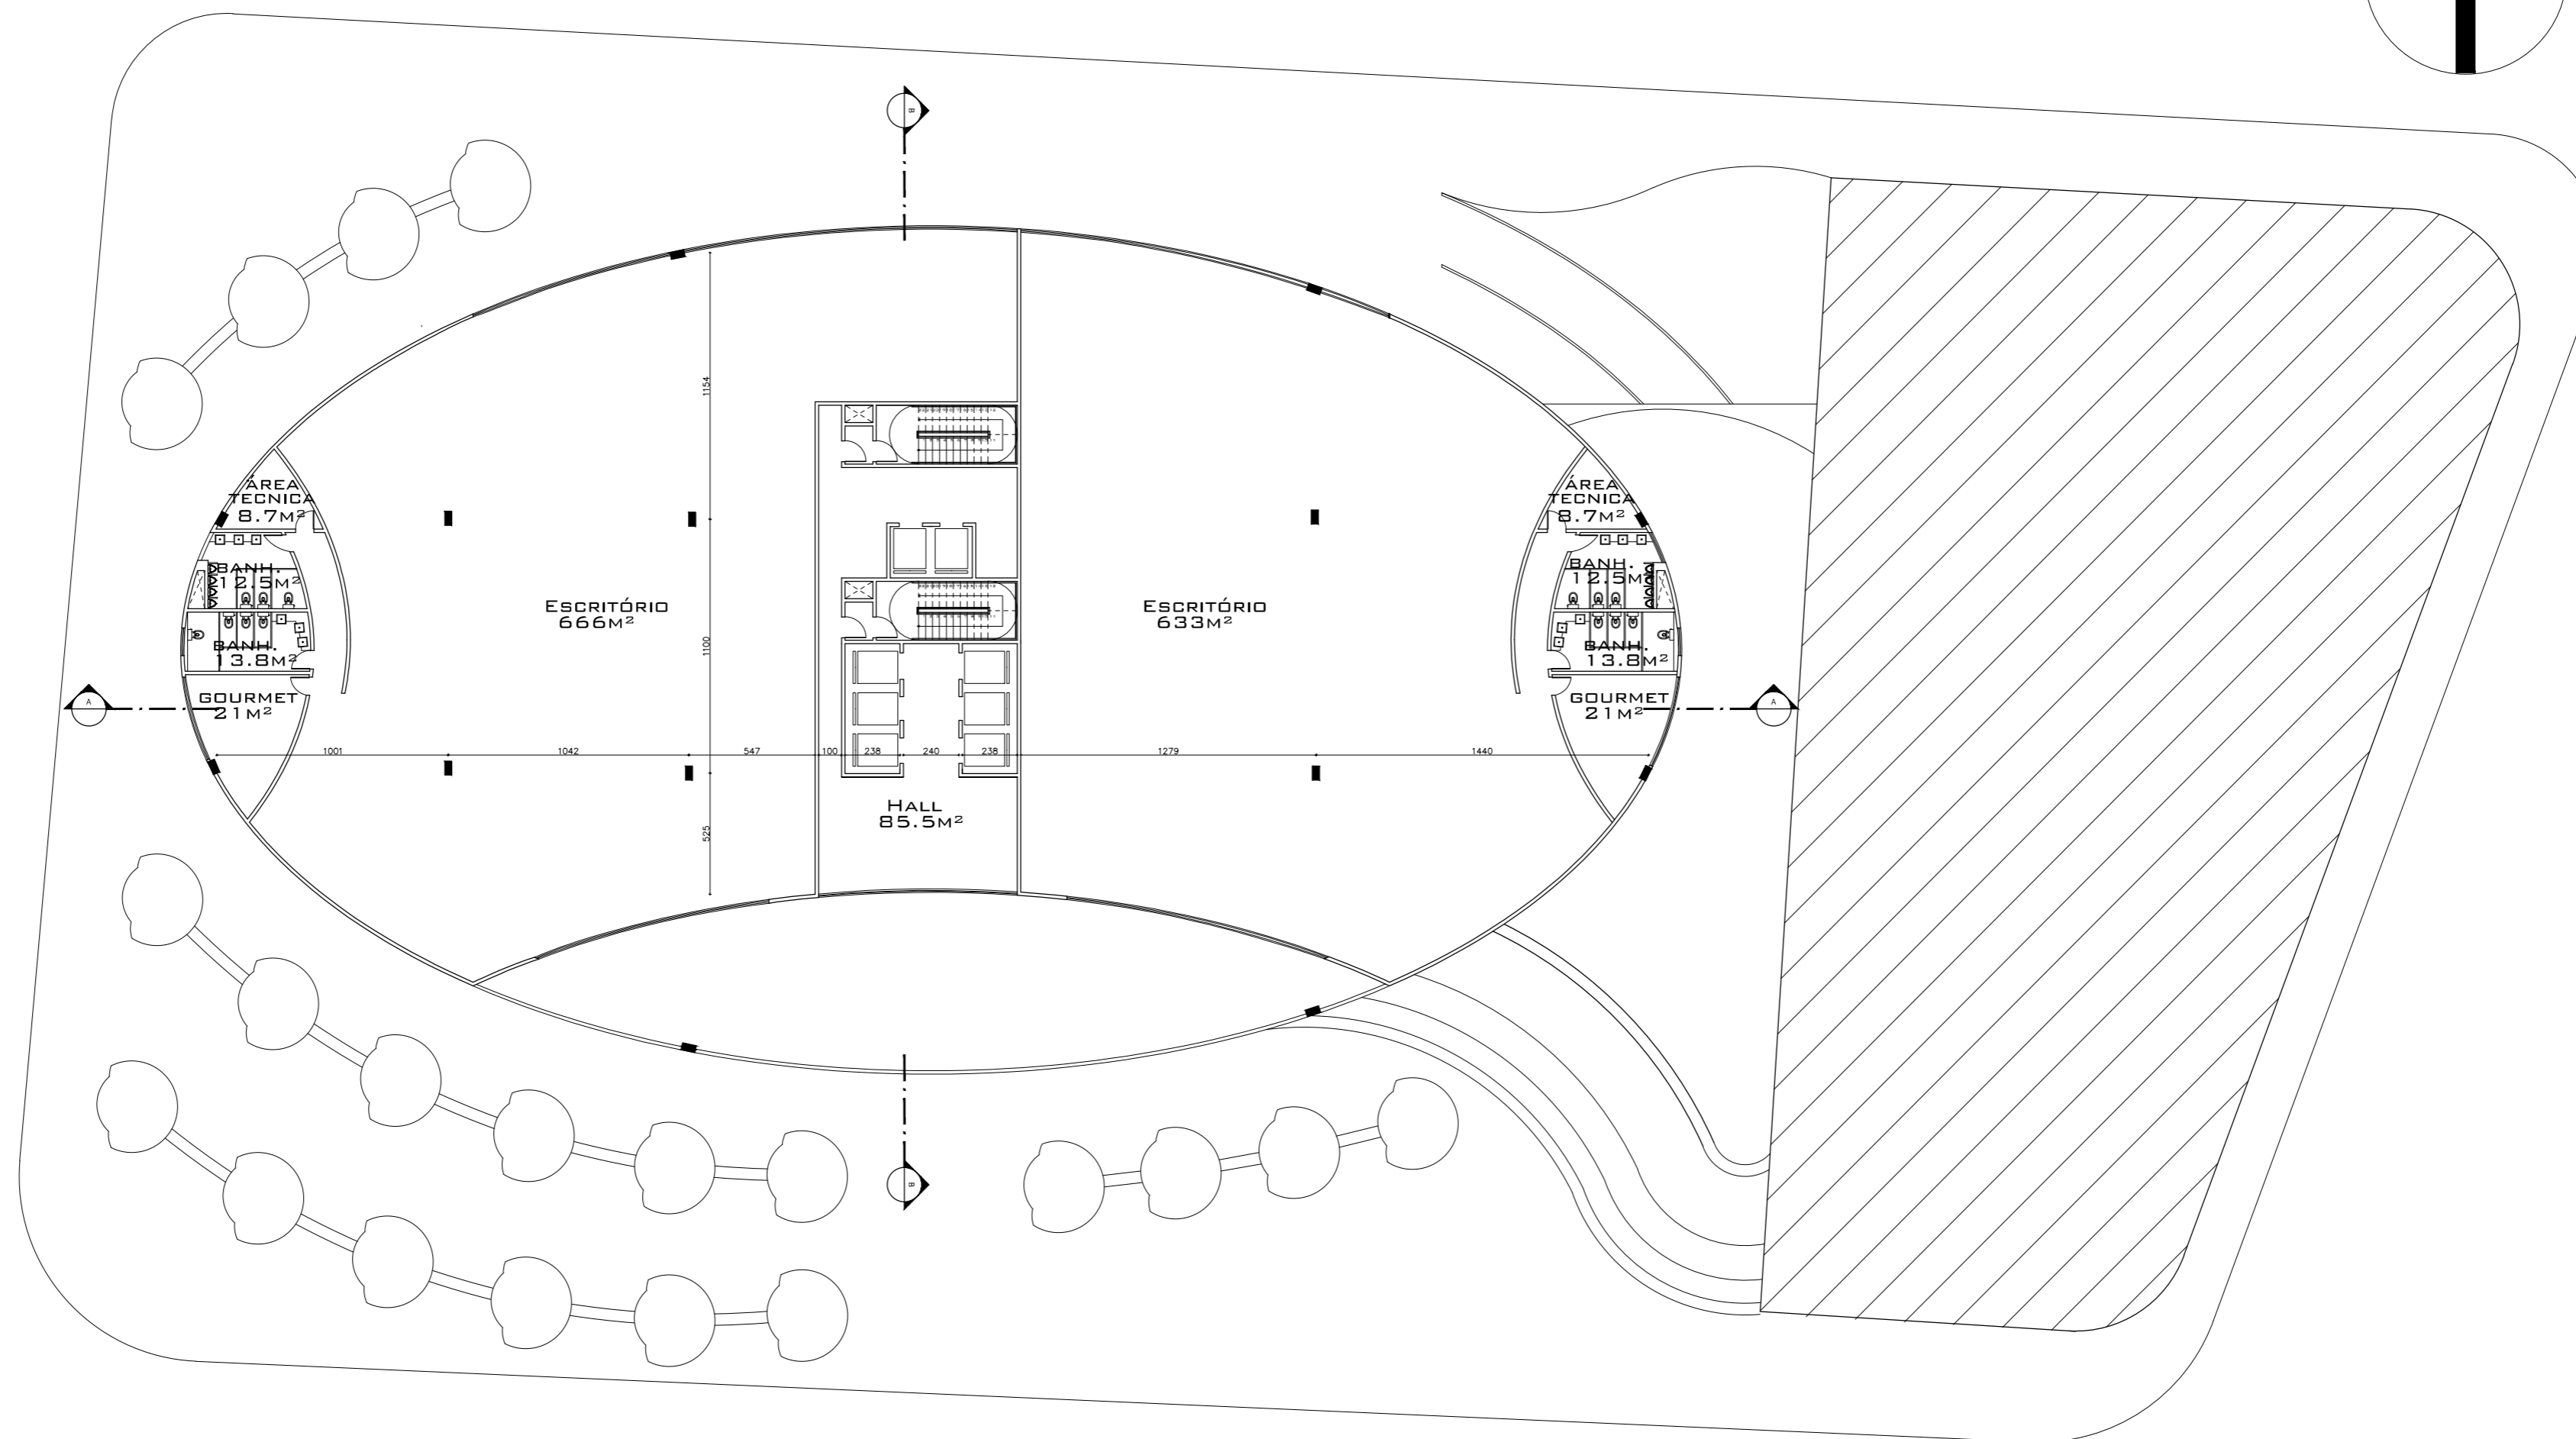 B
1154
ÁREA
TECNICA
8.7M²
BANH.
12.5M²
BANH.
13.8M²
GOURMET
21M²
ESCRITÓRIO
666M²
1100
ESCRITÓRIO
633M²
ÁREA
TECNICA
8.7M²
BANH.
12.5M²
BANH.
13.8M²
GOURMET
21M²
A
A
1001
1042
547
100
238
240
238
1279
1440
HALL
85.5M²
525
B